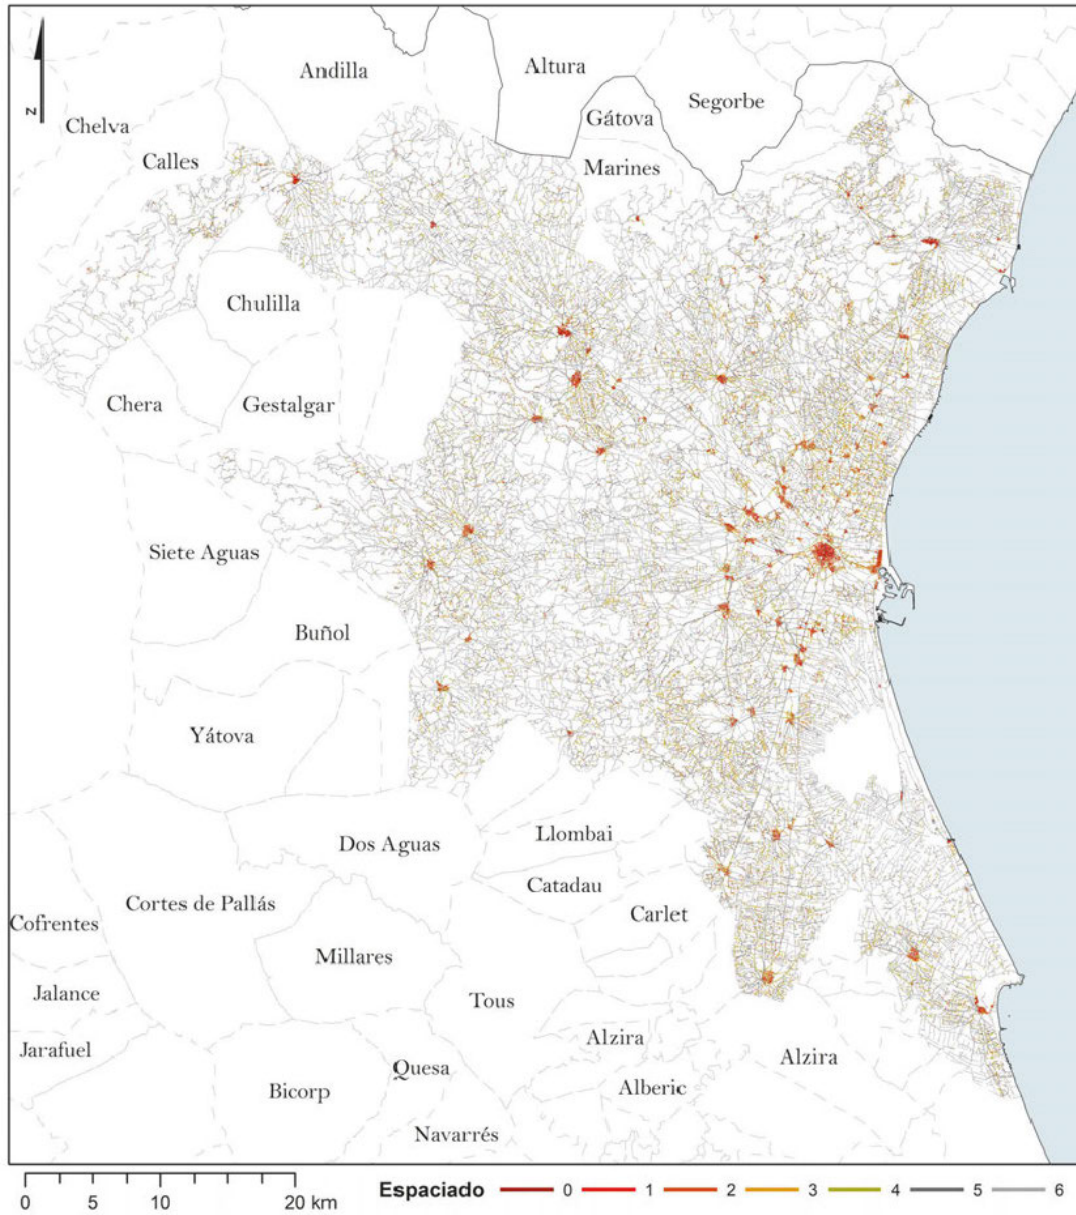 Andilla
Altura
Segorbe
Gátova
Chelva
Calles
Marines
Chulilla
Chera
Gestalgar
Siete Aguas
Buñol
Yátova
Dos Aguas
Llombai
Catadau
Cortes de Pallás
Carlet
Cofrentes
Millares
Jalance
Tous
Jarafuel
Alzira
Alzira
Quesa
Bicorp
Alberic
Navarrés
N
0 5 10 20 km
Espaciado 0 1 2 3 4 5 6